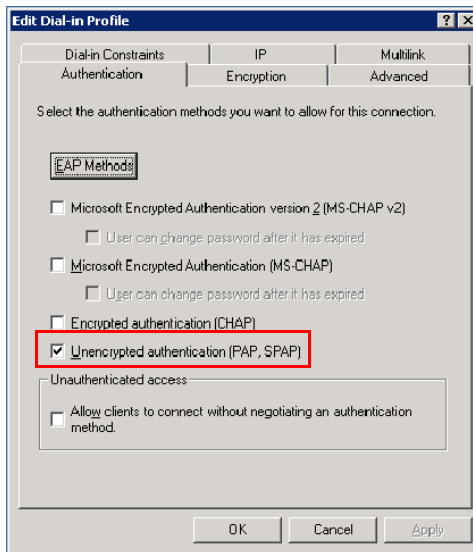 Edit Dial-in Profile
Dial-in Constraints IP Multilink
Authentication Encryption Advanced
Select the authentication methods you want to allow for this connection.
EAP Methods
Microsoft Encrypted Authentication version 2 (MS-CHAP v2)
User can change password after it has expired
Microsoft Encrypted Authentication (MS-CHAP)
User can change password after it has expired
Encrypted authentication (CHAP)
Unencrypted authentication (PAP, SPAP)
Unauthenticated access
Allow clients to connect without negotiating an authentication
method.
OK Cancel Apply